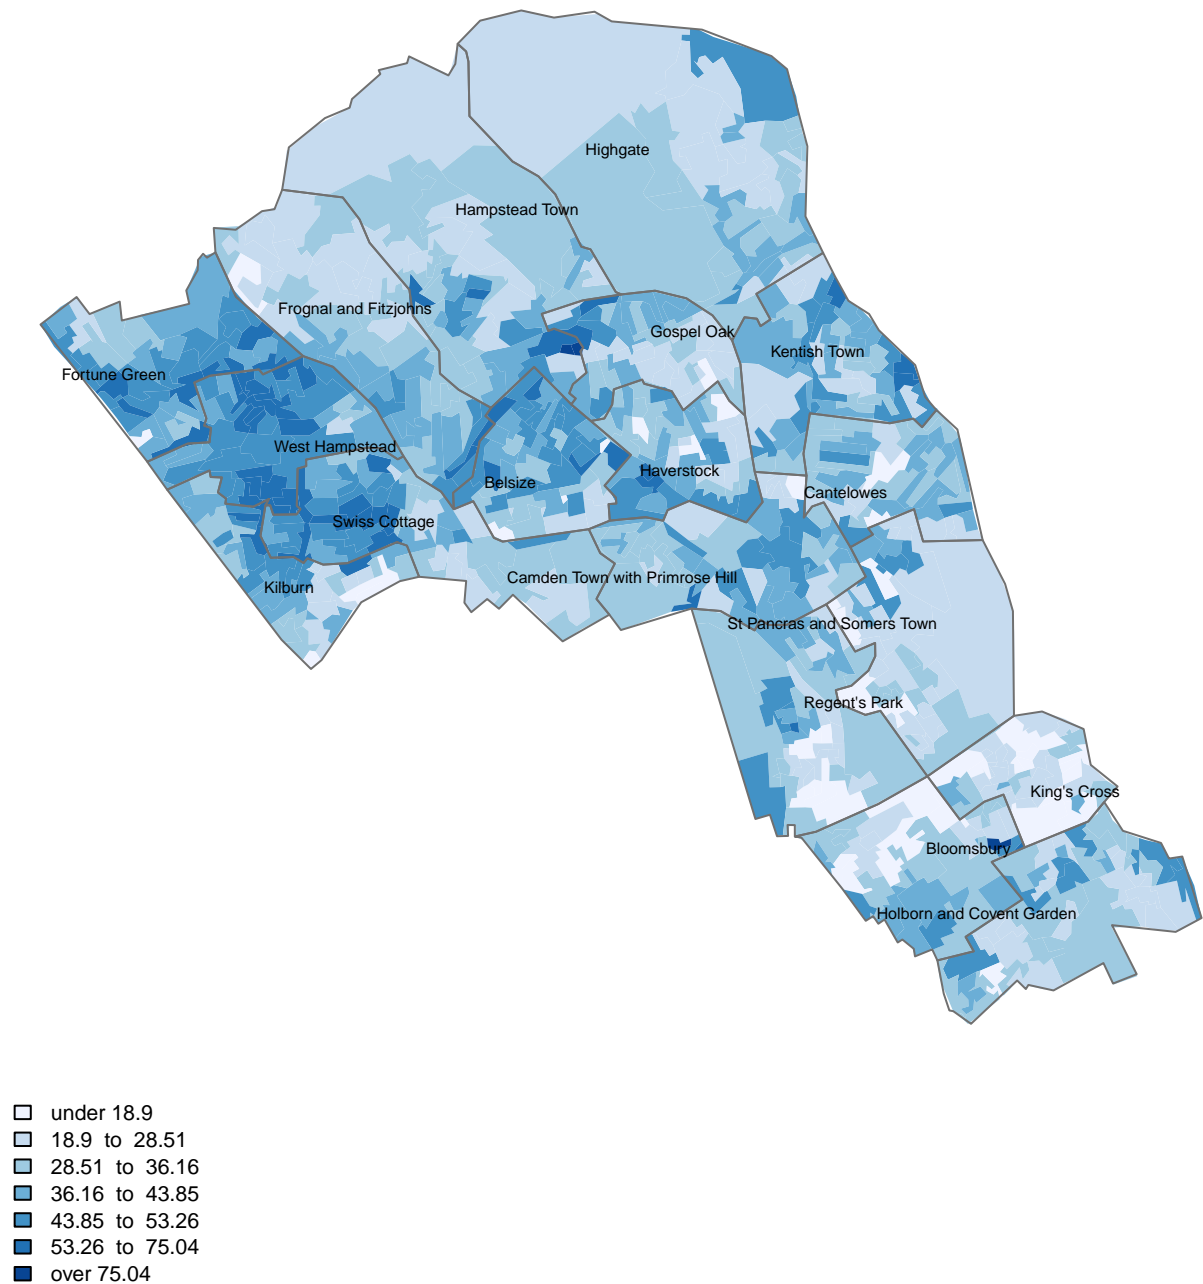 Highgate
Hampstead Town
Frognal and Fitzjohns
Gospel Oak
Kentish Town
Fortune Green
West Hampstead
Haverstock
Belsize
Cantelowes
Swiss Cottage
Camden Town with Primrose Hill
Kilburn
St Pancras and Somers Town
Regent's Park
King's Cross
Bloomsbury
Holborn and Covent Garden
under 18.9
18.9 to 28.51
28.51 to 36.16
36.16 to 43.85
43.85 to 53.26
53.26 to 75.04
over 75.04